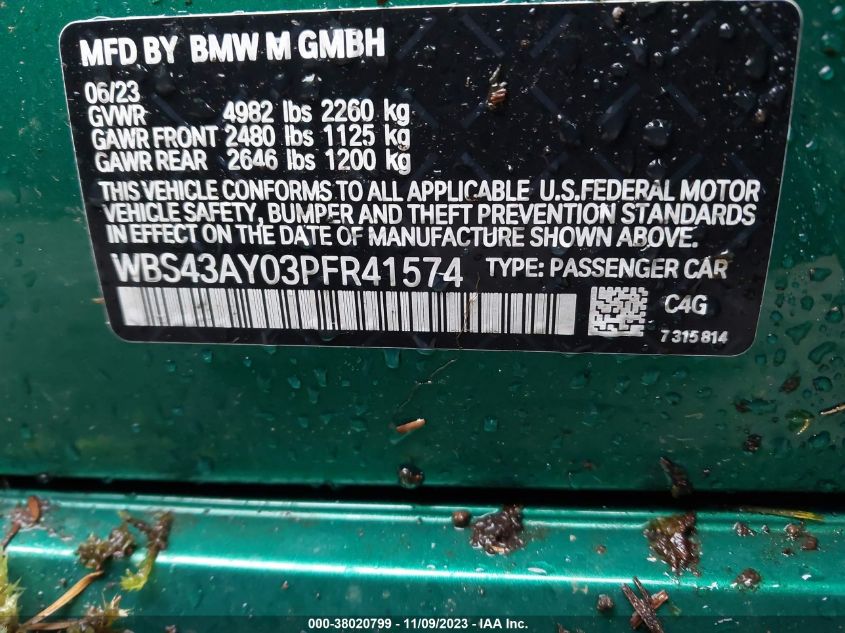 MFD BY BMW M GMBH
06/23
GVWR 4982 lbs 2260 kg
GAWR FRONT 2480 lbs 1125 kg
GAWR REAR 2646 lbs 1200 kg
THIS VEHICLE CONFORMS TO ALL APPLICABLE U.S.FEDERAL MOTOR
VEHICLE SAFETY, BUMPER AND THEFT PREVENTION STANDARDS
IN EFFECT ON THE DATE OF MANUFACTURE SHOWN ABOVE.
WBS43AY03PFR41574 TYPE: PASSENGER CAR
C4G
7 315 814
000-38020799 - 11/09/2023 - IAA Inc.